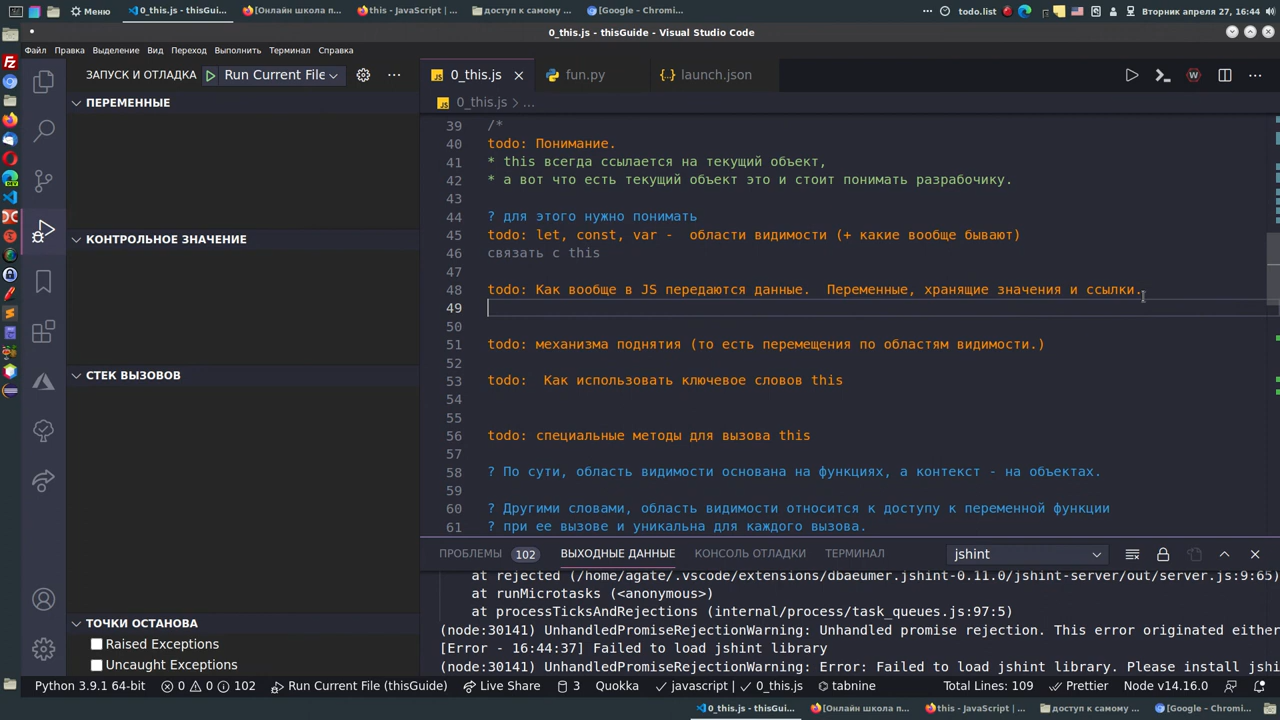 Меню
0_this.js - thisGui...
[Онлайн школа п...
this - JavaScript | ...
доступ к самому ...
[Google – Chromi...
todo.list
Вторник апреля 27, 16:44
0_this.js - thisGuide - Visual Studio Code
Файл Правка Выделение Вид Переход Выполнить Терминал Справка
ЗАПУСК И ОТЛАДКА Run Current File
0_this.js fun.py launch.json
0_this.js > ...
ПЕРЕМЕННЫЕ
КОНТРОЛЬНОЕ ЗНАЧЕНИЕ
СТЕК ВЫЗОВОВ
ТОЧКИ ОСТАНОВА
Raised Exceptions
Uncaught Exceptions
39 /*
40 todo: Понимание.
41 * this всегда ссылается на текущий объект,
42 * а вот что есть текущий объект это и стоит понимать разрабочику.
43
44 ? для этого нужно понимать
45 todo: let, const, var -  области видимости (+ какие вообще бывают)
46 связать с this
47
48 todo: Как вообще в JS передаются данные.  Переменные, хранящие значения и ссылки.
49
50
51 todo: механизма поднятия (то есть перемещения по областям видимости.)
52
53 todo:  Как использовать ключевое словов this
54
55
56 todo: специальные методы для вызова this
57
58 ? По сути, область видимости основана на функциях, а контекст - на объектах.
59
60 ? Другими словами, область видимости относится к доступу к переменной функции
61 ? при ее вызове и уникальна для каждого вызова.
ПРОБЛЕМЫ 102 ВЫХОДНЫЕ ДАННЫЕ КОНСОЛЬ ОТЛАДКИ ТЕРМИНАЛ jshint
at rejected (/home/agate/.vscode/extensions/dbaeumer.jshint-0.11.0/jshint-server/out/server.js:9:65)
at runMicrotasks (<anonymous>)
at processTicksAndRejections (internal/process/task_queues.js:97:5)
(node:30141) UnhandledPromiseRejectionWarning: Unhandled promise rejection. This error originated either
[Error - 16:44:37] Failed to load jshint library
(node:30141) UnhandledPromiseRejectionWarning: Error: Failed to load jshint library. Please install jshi
Python 3.9.1 64-bit 0 0 102 Run Current File (thisGuide) Live Share 3 Quokka javascript | 0_this.js tabnine Total Lines: 109 Prettier Node v14.16.0
0_this.js - thisGui...
[Онлайн школа п...
this - JavaScript | ...
доступ к самому ...
[Google – Chromi...